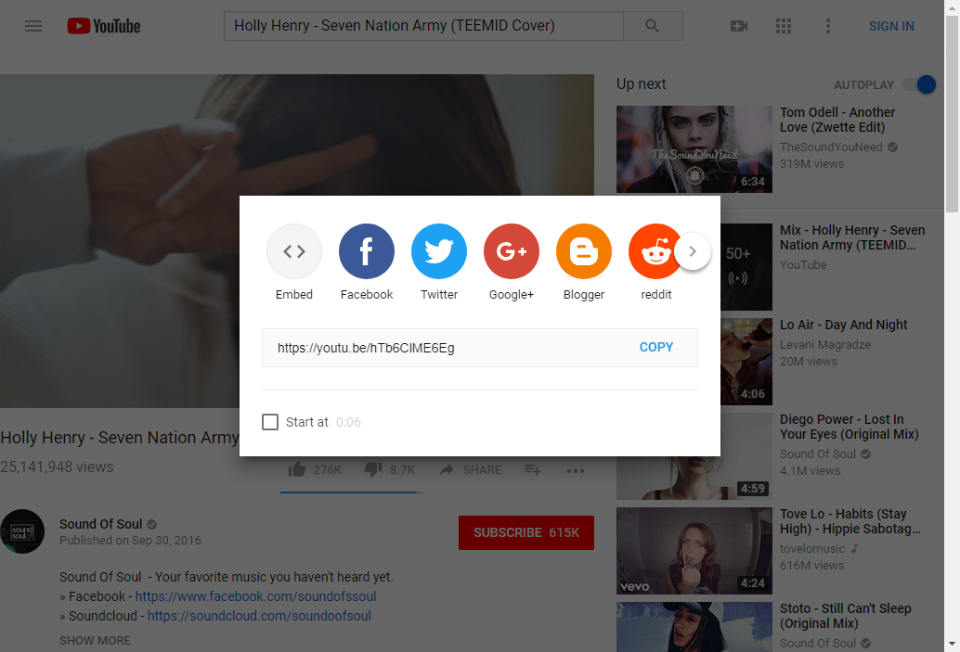 YouTube
Holly Henry - Seven Nation Army (TEEMID Cover)
SIGN IN
Up next
AUTOPLAY
TheSoundYouNeed
6:34
Tom Odell - Another
Love (Zwette Edit)
TheSoundYouNeed
319M views
50+
Mix - Holly Henry - Seven
Nation Army (TEEMID...
YouTube
4:06
Lo Air - Day And Night
Levani Magradze
20M views
4:59
Diego Power - Lost In
Your Eyes (Original Mix)
Sound Of Soul
4.1M views
vevo
4:24
Tove Lo - Habits (Stay
High) - Hippie Sabotag...
tovelomusic
616M views
Stoto - Still Can't Sleep
(Original Mix)
Sound Of Soul
Embed
Facebook
Twitter
G+
Google+
Blogger
reddit
https://youtu.be/hTb6CIME6Eg
COPY
Start at 0:06
Holly Henry - Seven Nation Army
25,141,948 views
276K
8.7K
SHARE
sound
soul
Sound Of Soul
Published on Sep 30, 2016
SUBSCRIBE 615K
Sound Of Soul - Your favorite music you haven't heard yet.
» Facebook - https://www.facebook.com/soundofssoul
» Soundcloud - https://soundcloud.com/soundoofsoul
SHOW MORE